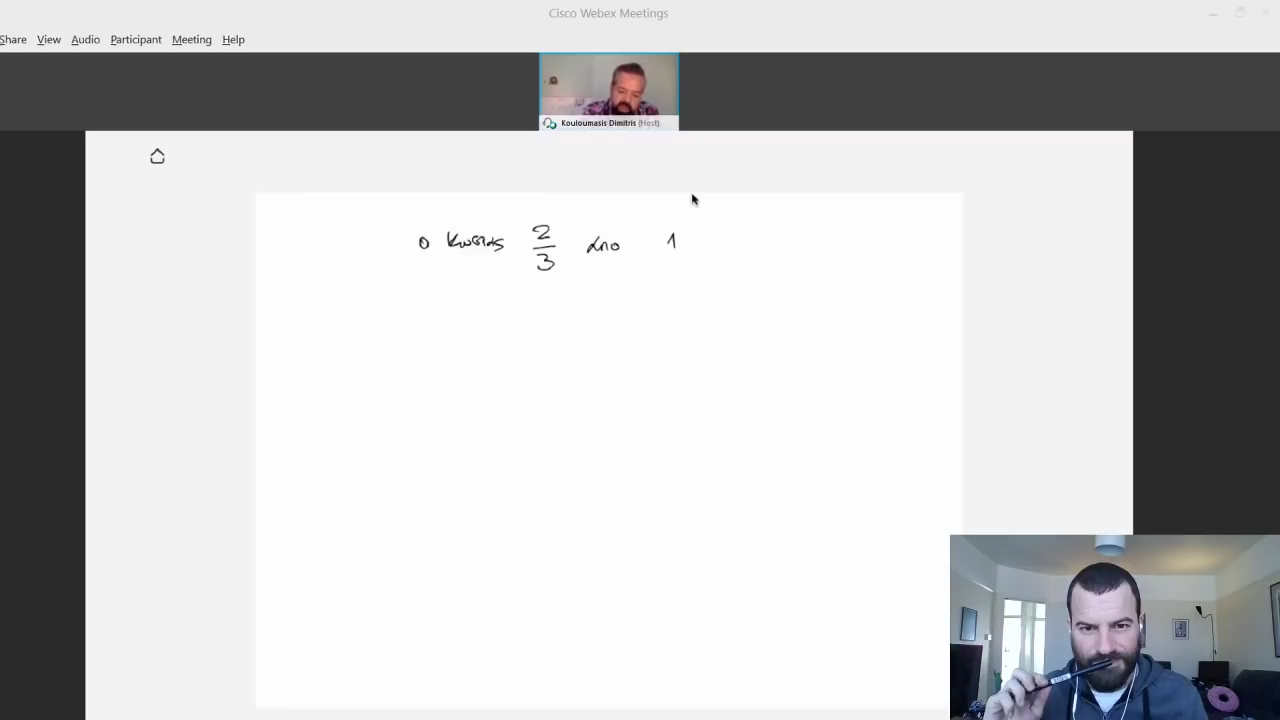 Cisco Webex Meetings
Share View Audio Participant Meeting Help
Kouloumasis Dimitris (Host)
Ο Κώστας 2/3 από 1